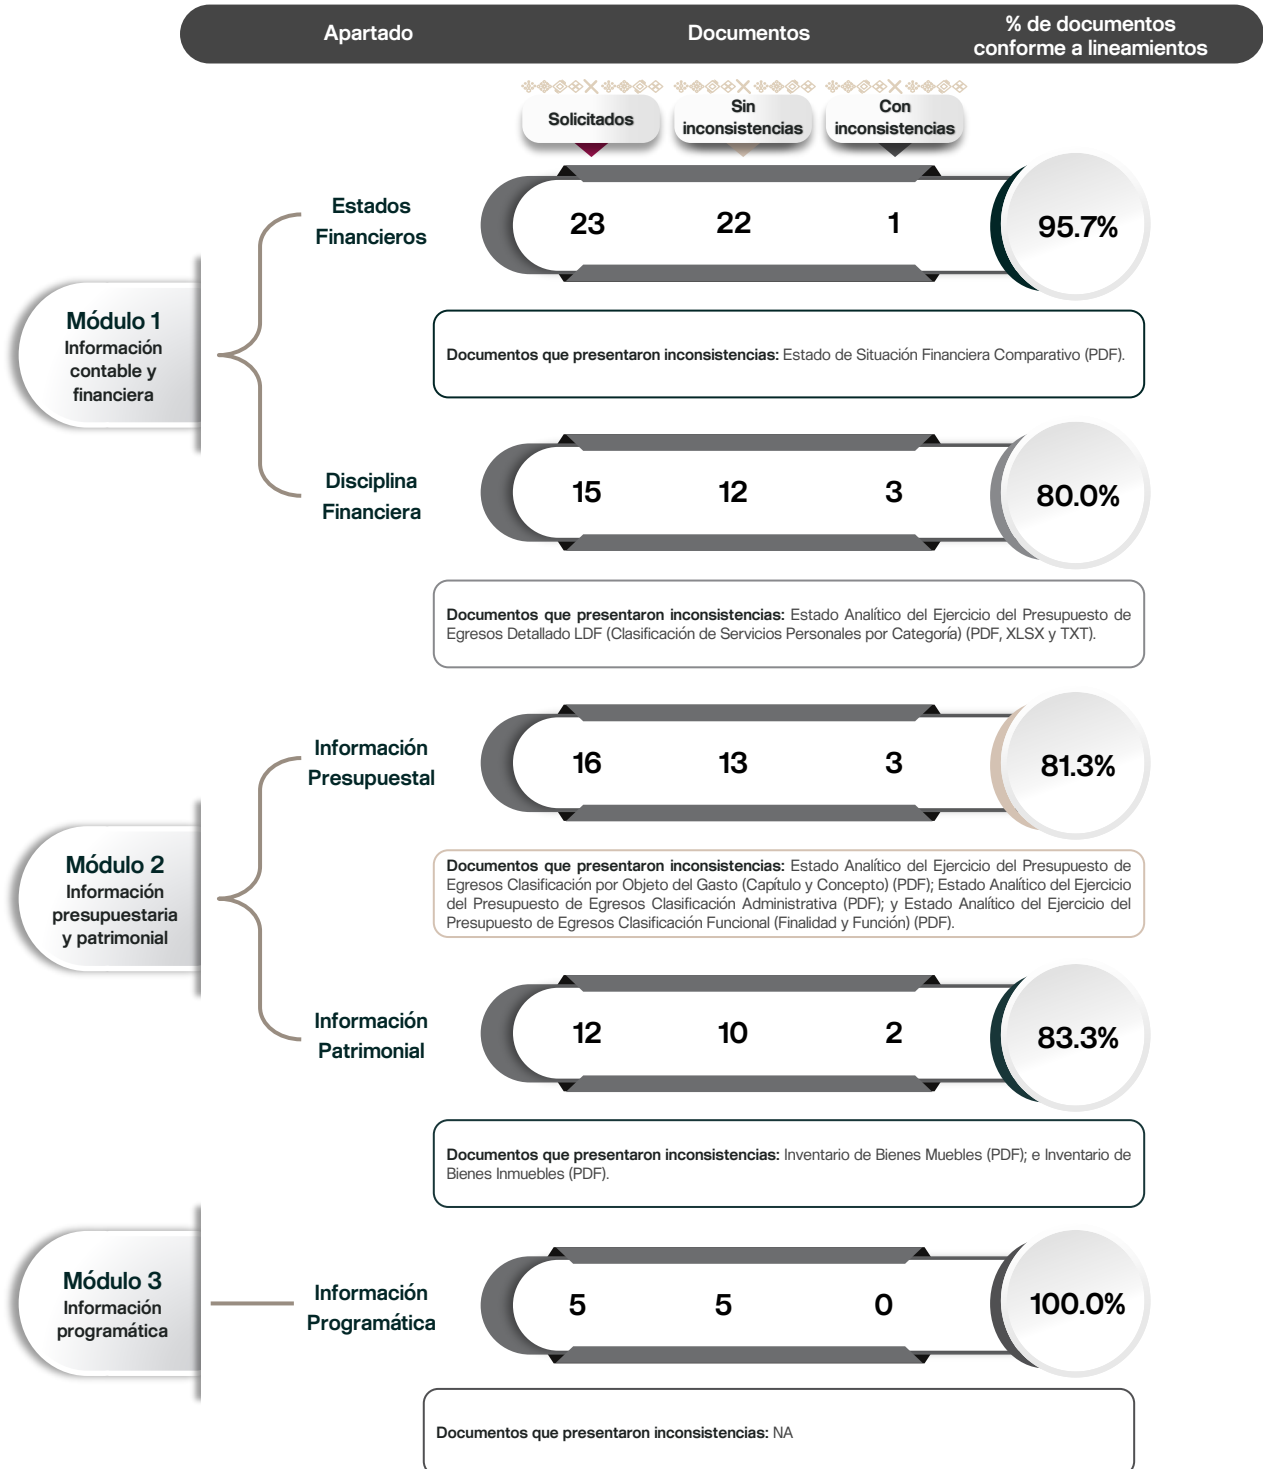 Apartado
Documentos
% de documentos
conforme a lineamientos
Solicitados
Sin
inconsistencias
Con
inconsistencias
Módulo 1
Información
contable y
financiera
Estados
Financieros
23
22
1
95.7%
Documentos que presentaron inconsistencias: Estado de Situación Financiera Comparativo (PDF).
Disciplina
Financiera
15
12
3
80.0%
Documentos que presentaron inconsistencias: Estado Analítico del Ejercicio del Presupuesto de
Egresos Detallado LDF (Clasificación de Servicios Personales por Categoría) (PDF, XLSX y TXT).
Módulo 2
Información
presupuestaria
y patrimonial
Información
Presupuestal
16
13
3
81.3%
Documentos que presentaron inconsistencias: Estado Analítico del Ejercicio del Presupuesto de
Egresos Clasificación por Objeto del Gasto (Capítulo y Concepto) (PDF); Estado Analítico del Ejercicio
del Presupuesto de Egresos Clasificación Administrativa (PDF); y Estado Analítico del Ejercicio del
Presupuesto de Egresos Clasificación Funcional (Finalidad y Función) (PDF).
Información
Patrimonial
12
10
2
83.3%
Documentos que presentaron inconsistencias: Inventario de Bienes Muebles (PDF); e Inventario de
Bienes Inmuebles (PDF).
Módulo 3
Información
programática
Información
Programática
5
5
0
100.0%
Documentos que presentaron inconsistencias: NA